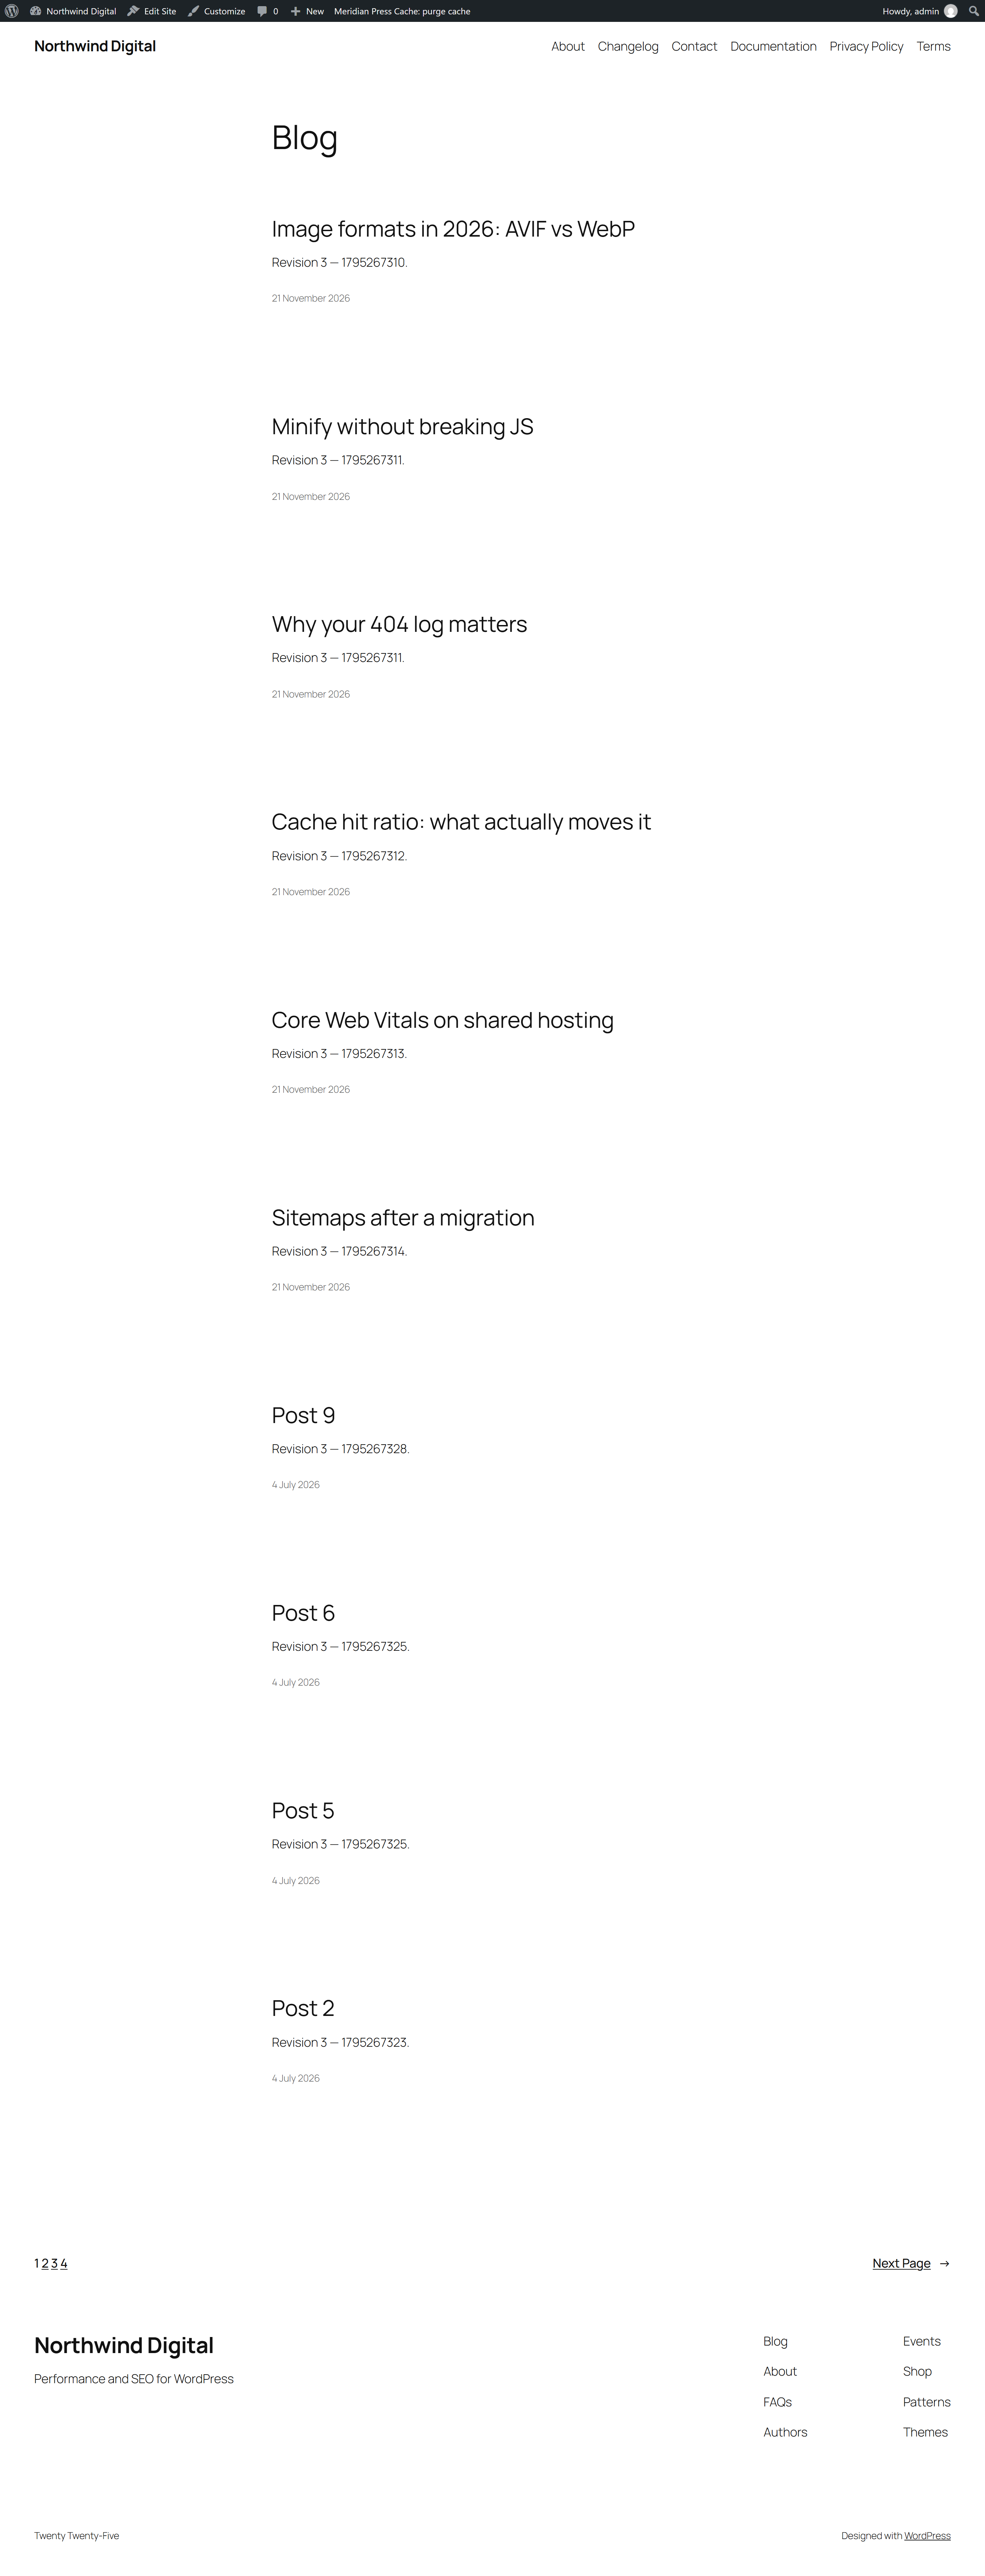 Northwind Digital Edit Site Customize 0 New Meridian Press Cache: purge cache Howdy, admin
Northwind Digital About Changelog Contact Documentation Privacy Policy Terms
Blog
Image formats in 2026: AVIF vs WebP
Revision 3 — 1795267310.
21 November 2026
Minify without breaking JS
Revision 3 — 1795267311.
21 November 2026
Why your 404 log matters
Revision 3 — 1795267311.
21 November 2026
Cache hit ratio: what actually moves it
Revision 3 — 1795267312.
21 November 2026
Core Web Vitals on shared hosting
Revision 3 — 1795267313.
21 November 2026
Sitemaps after a migration
Revision 3 — 1795267314.
21 November 2026
Post 9
Revision 3 — 1795267328.
4 July 2026
Post 6
Revision 3 — 1795267325.
4 July 2026
Post 5
Revision 3 — 1795267325.
4 July 2026
Post 2
Revision 3 — 1795267323.
4 July 2026
1 2 3 4 Next Page →
Northwind Digital
Performance and SEO for WordPress
Blog
About
FAQs
Authors
Events
Shop
Patterns
Themes
Twenty Twenty-Five Designed with WordPress